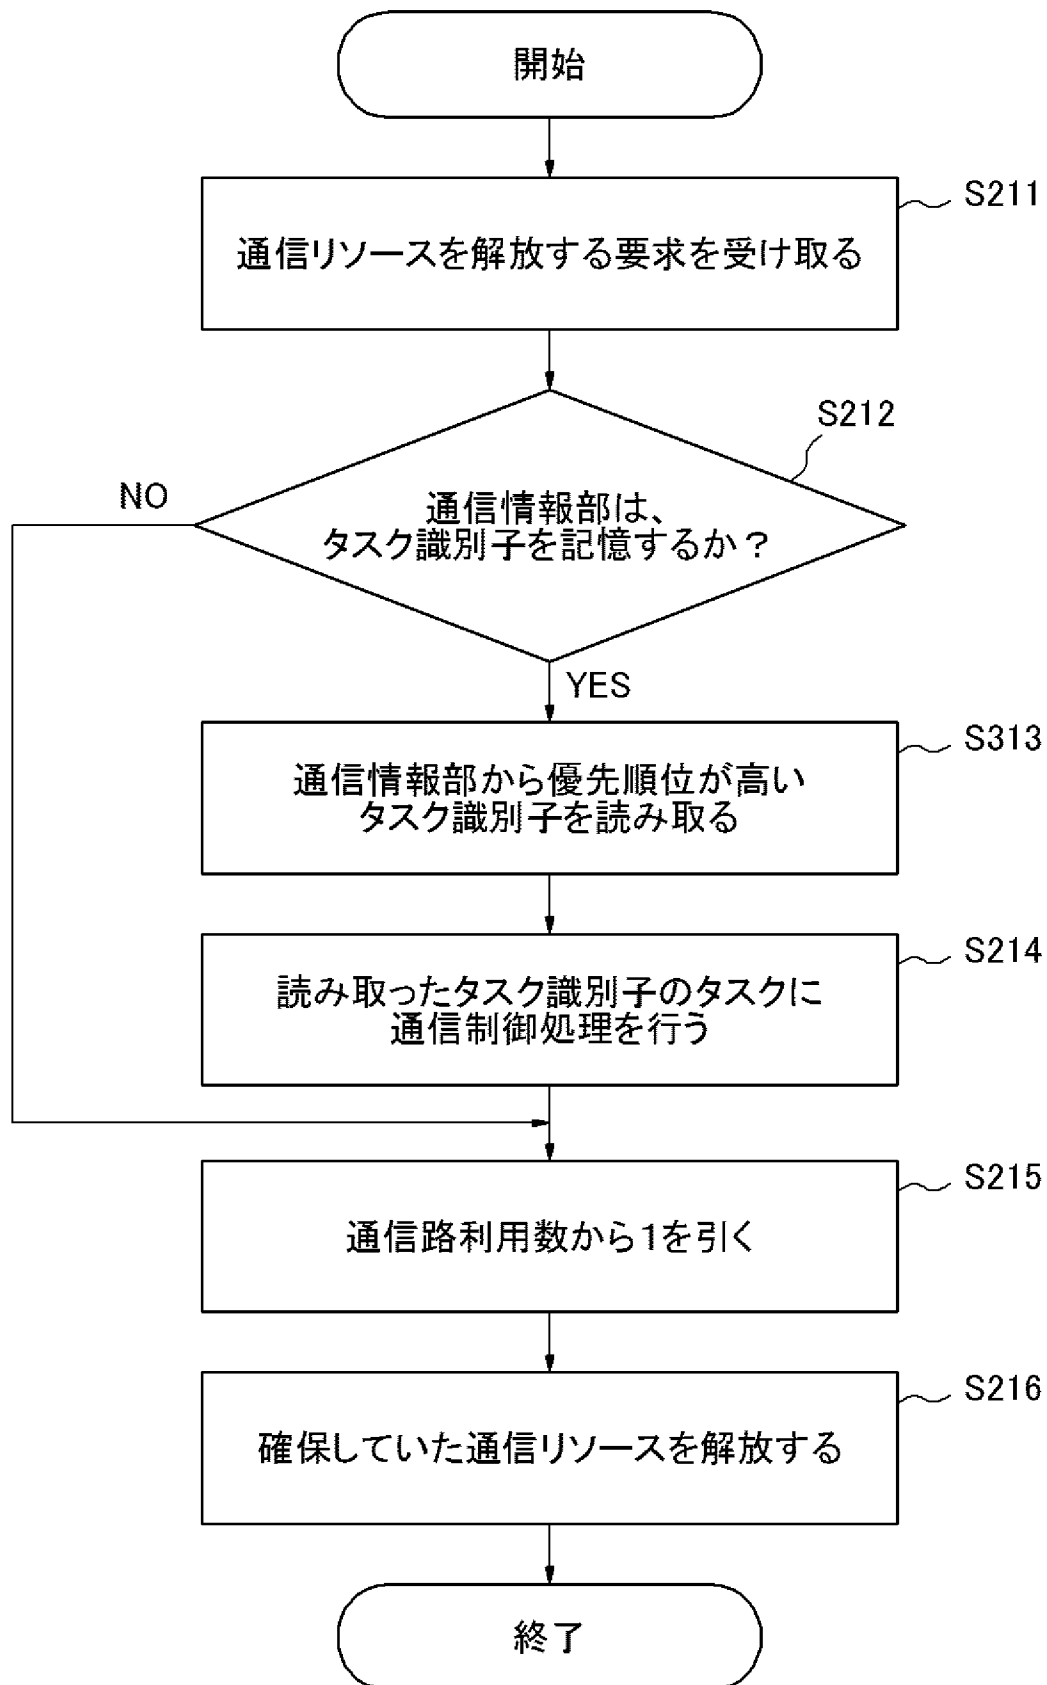 開始
S211
通信リソースを解放する要求を受け取る
S212
NO
通信情報部は、
タスク識別子を記憶するか？
YES
S313
通信情報部から優先順位が高い
タスク識別子を読み取る
S214
読み取ったタスク識別子のタスクに
通信制御処理を行う
S215
通信路利用数から1を引く
S216
確保していた通信リソースを解放する
終了